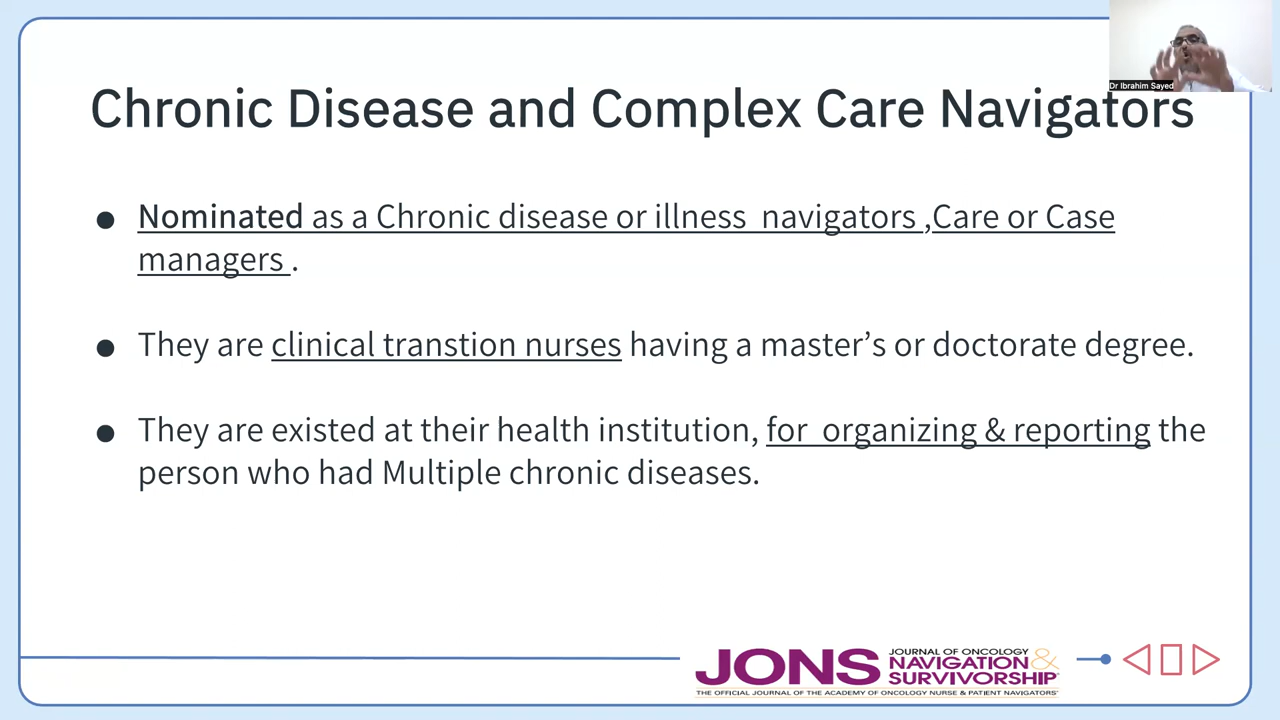 Dr Ibrahim Sayed
Chronic Disease and Complex Care Navigators
● Nominated as a Chronic disease or illness navigators ,Care or Case
managers .
● They are clinical transtion nurses having a master's or doctorate degree.
● They are existed at their health institution, for organizing & reporting the
person who had Multiple chronic diseases.
JONS JOURNAL OF ONCOLOGY
NAVIGATION &
SURVIVORSHIP
THE OFFICIAL JOURNAL OF THE ACADEMY OF ONCOLOGY NURSE & PATIENT NAVIGATORS